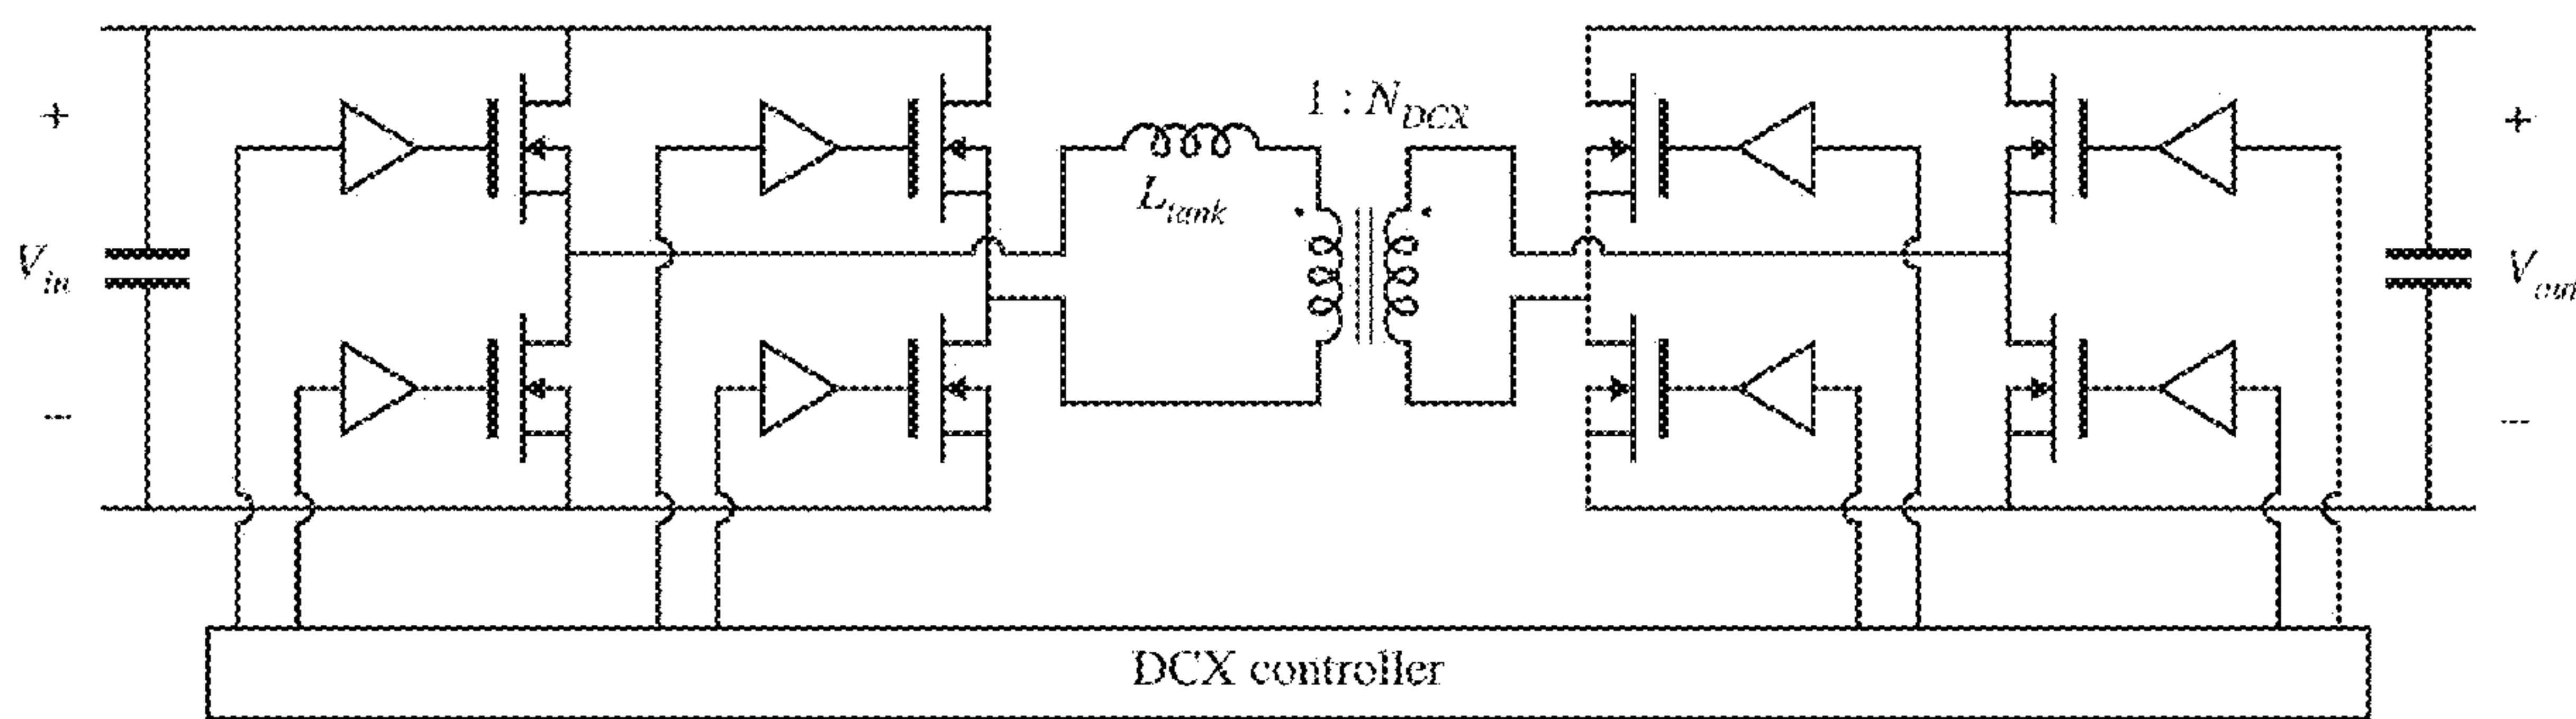 1 : N_DCX
+
+
L_tank
V_in
V_out
–
–
DCX controller